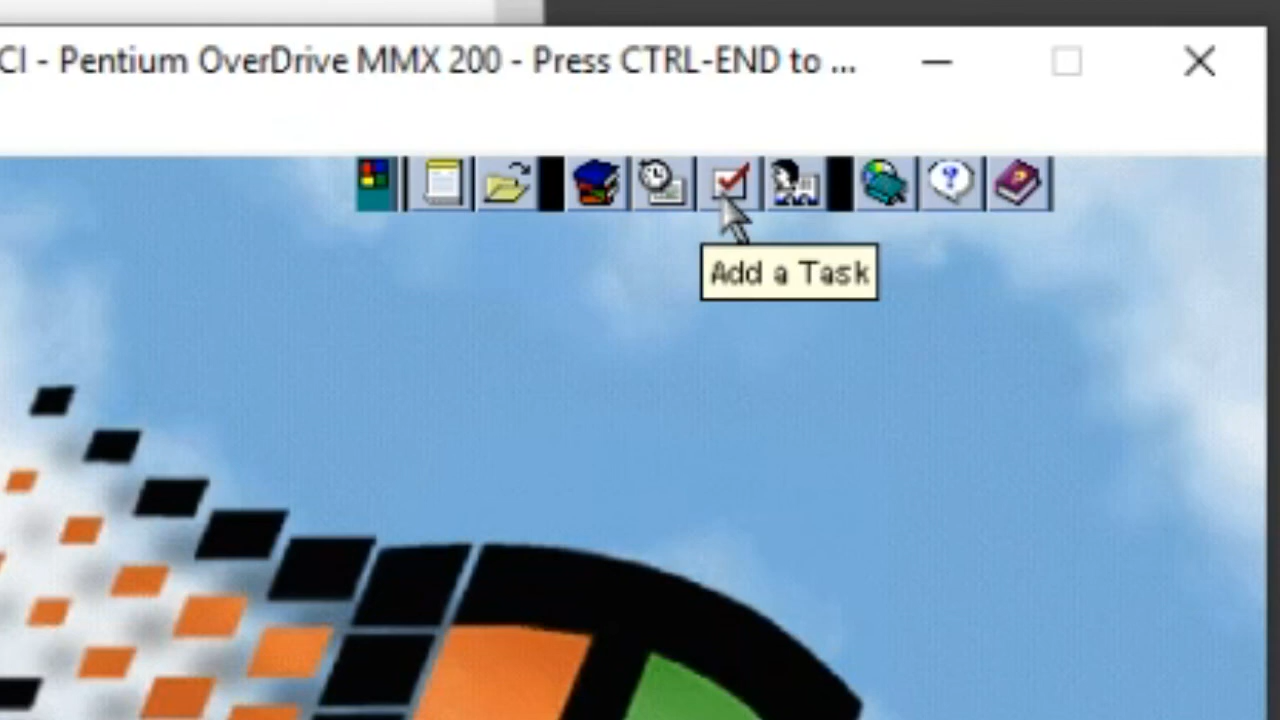 CI - Pentium OverDrive MMX 200 - Press CTRL-END to ...
Add a Task